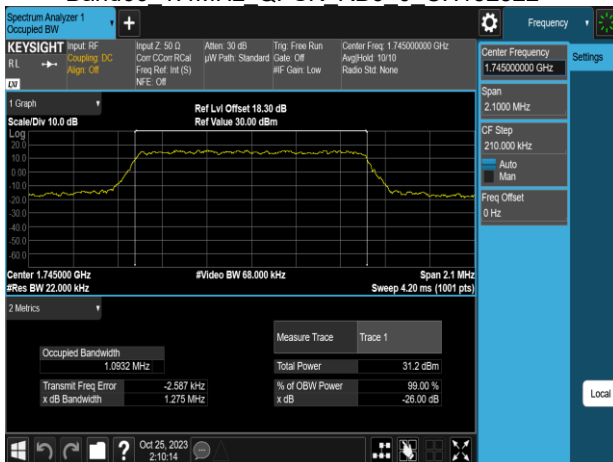 Spectrum Analyzer 1
Occupied BW
Frequency
KEYSIGHT
RL
LXI
Input: RF
Coupling: DC
Align: Off
Input Z: 50 Ω
Corr CCorr RCal
Freq Ref: Int (S)
NFE: Off
Atten: 30 dB
µW Path: Standard
Trig: Free Run
Gate: Off
#IF Gain: Low
Center Freq: 1.745000000 GHz
Avg|Hold: 10/10
Radio Std: None
Center Frequency
1.745000000 GHz
Settings
Span
2.1000 MHz
CF Step
210.000 kHz
Auto
Man
Freq Offset
0 Hz
Local
1 Graph
Scale/Div 10.0 dB
Ref Lvl Offset 18.30 dB
Ref Value 30.00 dBm
Log
20.0
10.0
0.00
-10.0
-20.0
-30.0
-40.0
-50.0
-60.0
Center 1.745000 GHz
#Res BW 22.000 kHz
#Video BW 68.000 kHz
Span 2.1 MHz
Sweep 4.20 ms (1001 pts)
2 Metrics
Measure Trace Trace 1
Occupied Bandwidth
1.0932 MHz
Total Power 31.2 dBm
Transmit Freq Error -2.587 kHz
% of OBW Power 99.00 %
x dB Bandwidth 1.275 MHz
x dB -26.00 dB
Oct 25, 2023
2:10:14